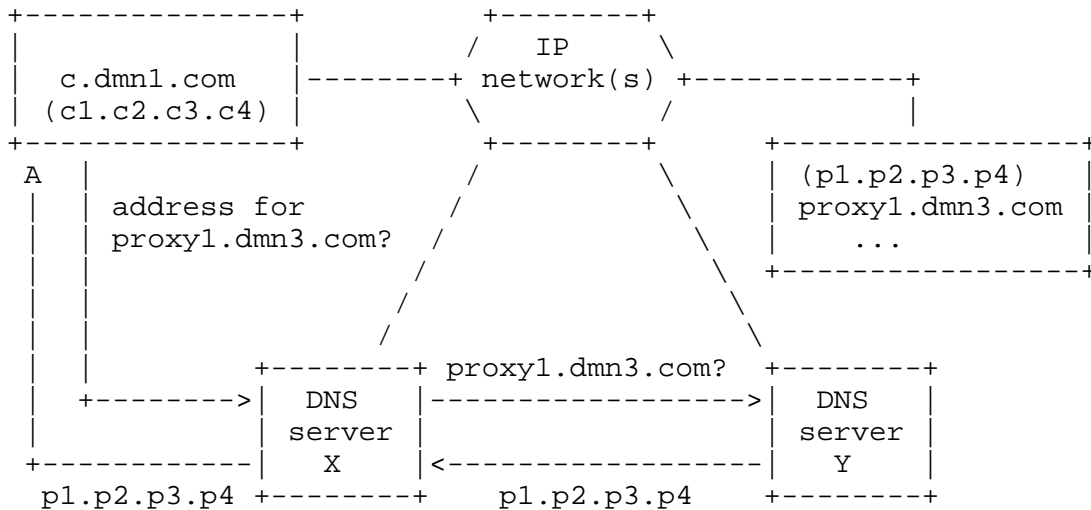 IP
c.dmn1.com
network(s)
(c1.c2.c3.c4)
A
(p1.p2.p3.p4)
address for
proxy1.dmn3.com
proxy1.dmn3.com?
...
proxy1.dmn3.com?
DNS
DNS
server
server
X
Y
p1.p2.p3.p4
p1.p2.p3.p4